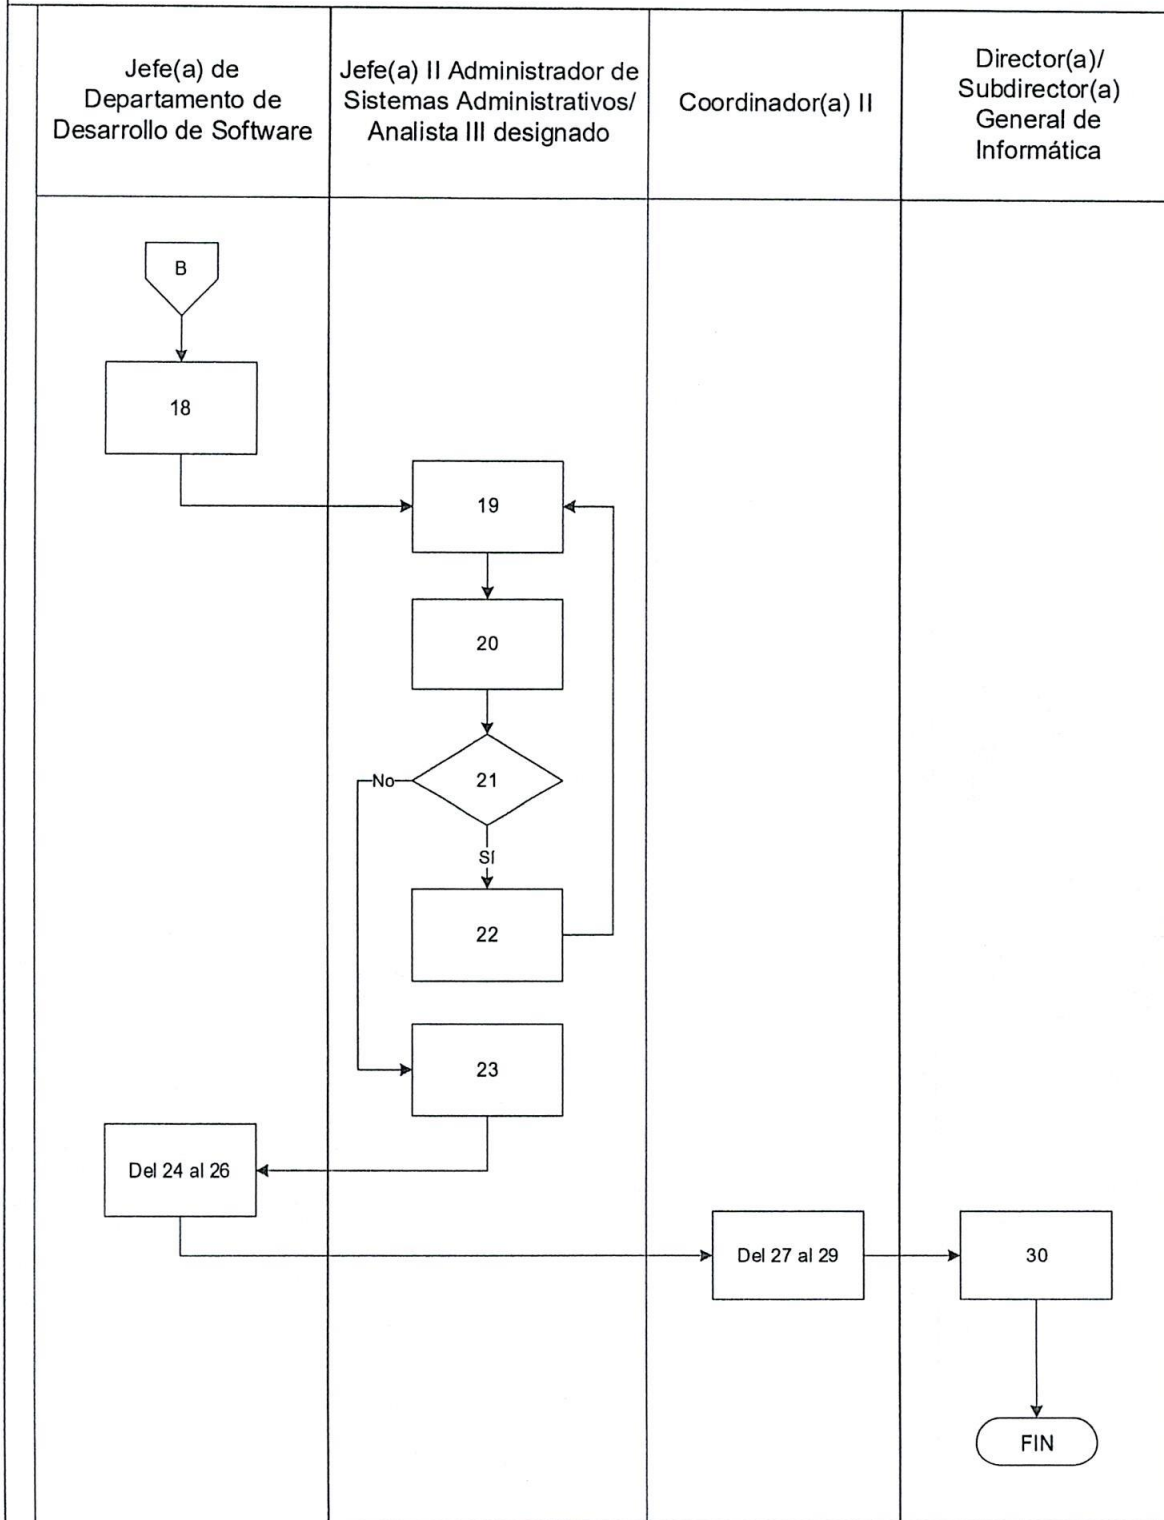 Jefe(a) de
Departamento de
Desarrollo de Software
Jefe(a) II Administrador de
Sistemas Administrativos/
Analista III designado
Coordinador(a) II
Director(a)/
Subdirector(a)
General de
Informática
B
18
19
20
21
No
Sí
22
23
Del 24 al 26
Del 27 al 29
30
FIN